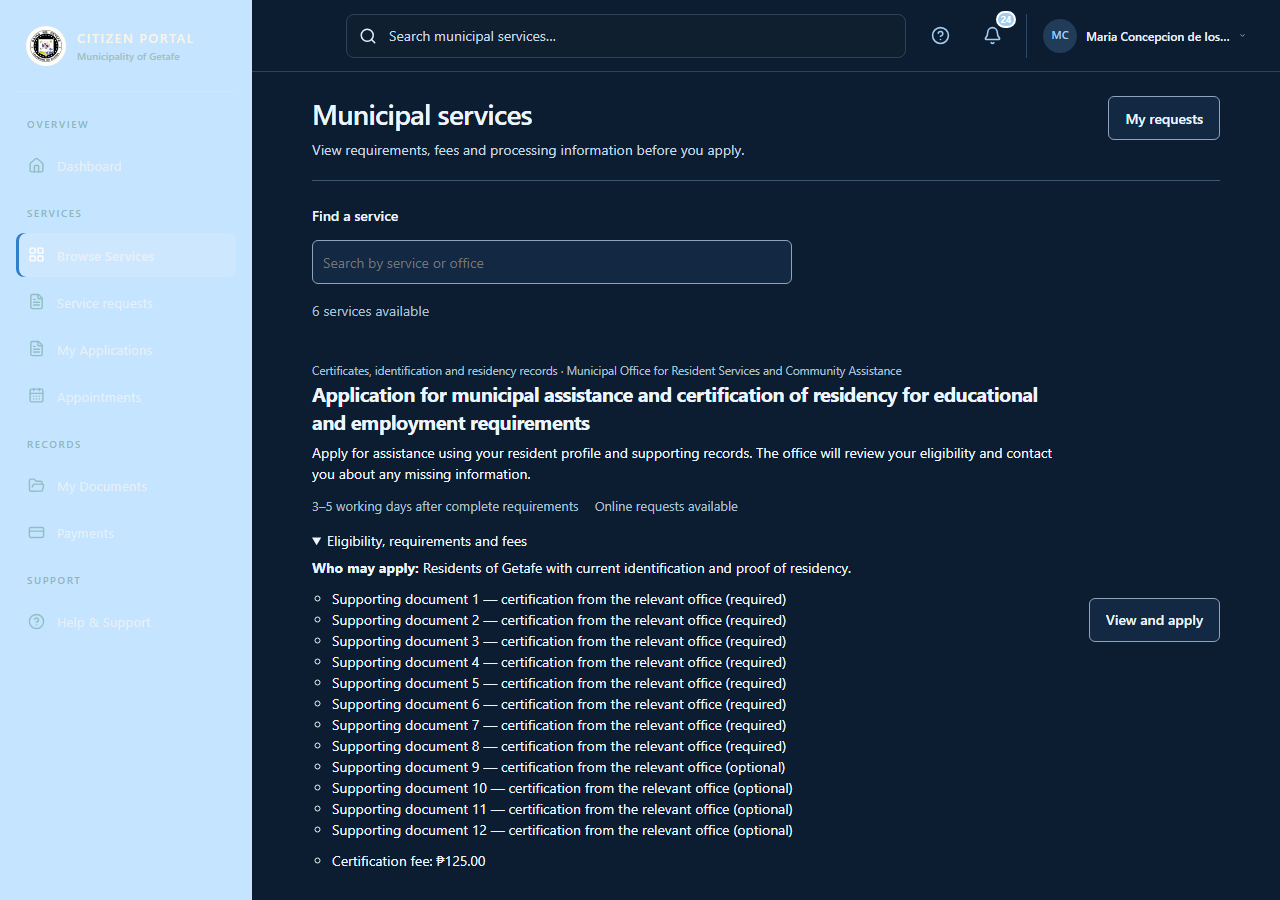 CITIZEN PORTAL
Municipality of Getafe
OVERVIEW
Dashboard
SERVICES
Browse Services
Service requests
My Applications
Appointments
RECORDS
My Documents
Payments
SUPPORT
Help & Support
Search municipal services...
24
MC
Maria Concepcion de los...
Municipal services
View requirements, fees and processing information before you apply.
My requests
Find a service
Search by service or office
6 services available
Certificates, identification and residency records · Municipal Office for Resident Services and Community Assistance
Application for municipal assistance and certification of residency for educational
and employment requirements
Apply for assistance using your resident profile and supporting records. The office will review your eligibility and contact
you about any missing information.
3–5 working days after complete requirements Online requests available
Eligibility, requirements and fees
Who may apply: Residents of Getafe with current identification and proof of residency.
Supporting document 1 — certification from the relevant office (required)
Supporting document 2 — certification from the relevant office (required)
Supporting document 3 — certification from the relevant office (required)
Supporting document 4 — certification from the relevant office (required)
Supporting document 5 — certification from the relevant office (required)
Supporting document 6 — certification from the relevant office (required)
Supporting document 7 — certification from the relevant office (required)
Supporting document 8 — certification from the relevant office (required)
Supporting document 9 — certification from the relevant office (optional)
Supporting document 10 — certification from the relevant office (optional)
Supporting document 11 — certification from the relevant office (optional)
Supporting document 12 — certification from the relevant office (optional)
Certification fee: ₱125.00
View and apply